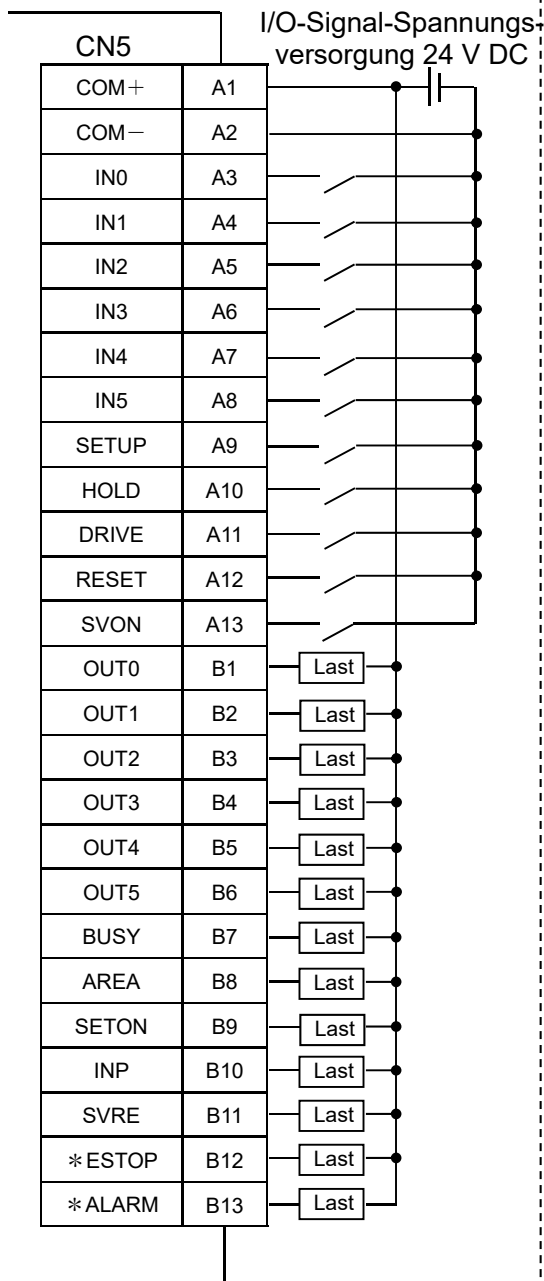 I/O-Signal-Spannungs-
versorgung 24 V DC
CN5
COM+ A1
COM− A2
IN0 A3
IN1 A4
IN2 A5
IN3 A6
IN4 A7
IN5 A8
SETUP A9
HOLD A10
DRIVE A11
RESET A12
SVON A13
OUT0 B1 Last
OUT1 B2 Last
OUT2 B3 Last
OUT3 B4 Last
OUT4 B5 Last
OUT5 B6 Last
BUSY B7 Last
AREA B8 Last
SETON B9 Last
INP B10 Last
SVRE B11 Last
*ESTOP B12 Last
*ALARM B13 Last